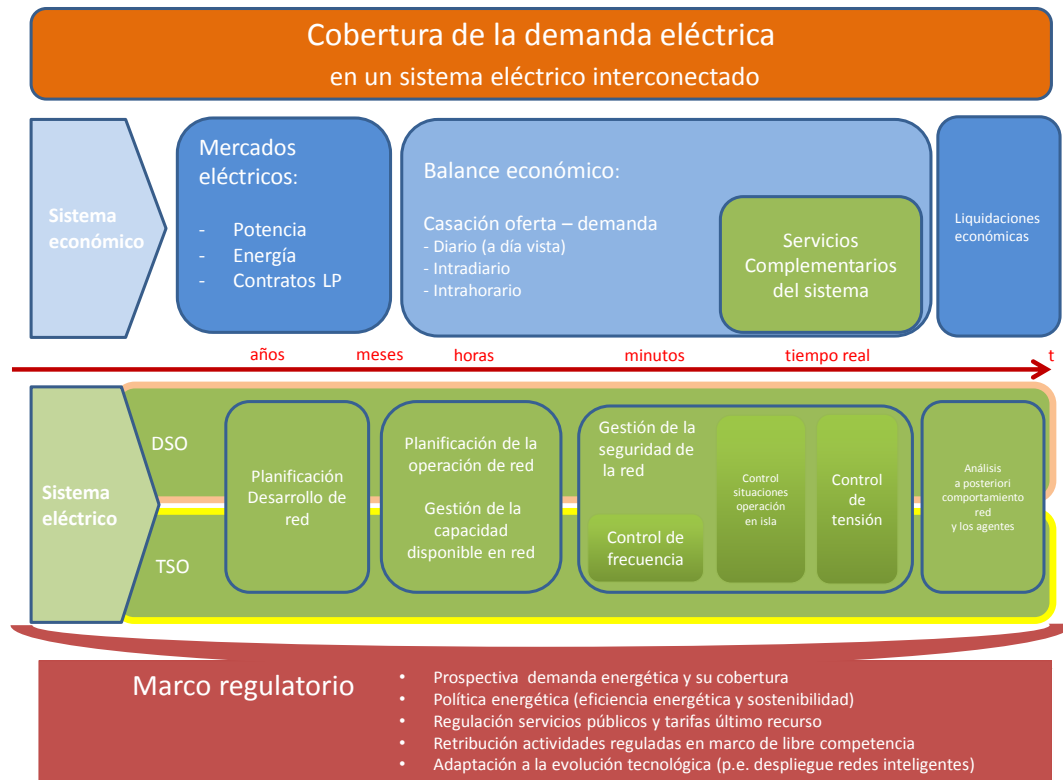 Cobertura de la demanda eléctrica
en un sistema eléctrico interconectado
Sistema
económico
Mercados
eléctricos:
- Potencia
- Energía
- Contratos LP
Balance económico:
Casación oferta – demanda
- Diario (a día vista)
- Intradiario
- Intrahorario
Servicios
Complementarios
del sistema
Liquidaciones
económicas
años
meses
horas
minutos
tiempo real
t
Sistema
eléctrico
DSO
TSO
Planificación
Desarrollo de
red
Planificación de la
operación de red
Gestión de la
capacidad
disponible en red
Gestión de la
seguridad de
la red
Control de
frecuencia
Control
situaciones
operación
en isla
Control
de
tensión
Análisis
a posteriori
comportamiento
red
y los agentes
Marco regulatorio
• Prospectiva demanda energética y su cobertura
• Política energética (eficiencia energética y sostenibilidad)
• Regulación servicios públicos y tarifas último recurso
• Retribución actividades reguladas en marco de libre competencia
• Adaptación a la evolución tecnológica (p.e. despliegue redes inteligentes)